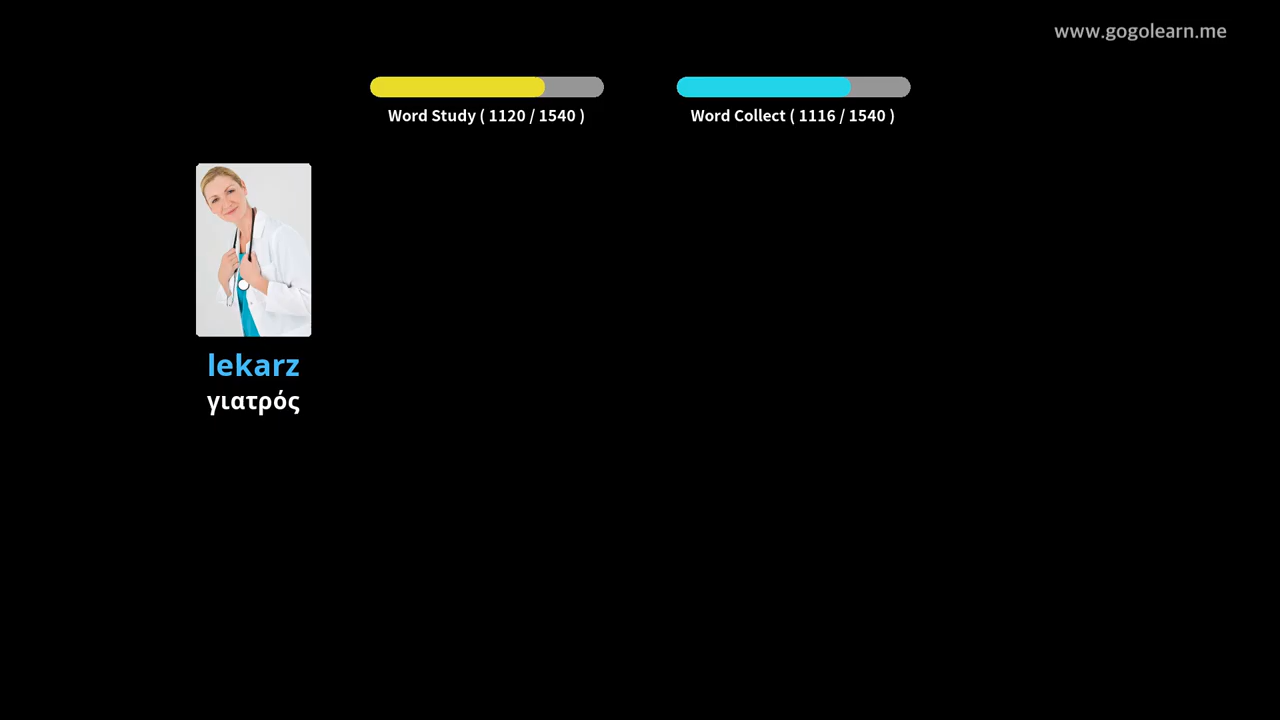 www.gogolearn.me
Word Study ( 1120 / 1540 )
Word Collect ( 1116 / 1540 )
lekarz
γιατρός